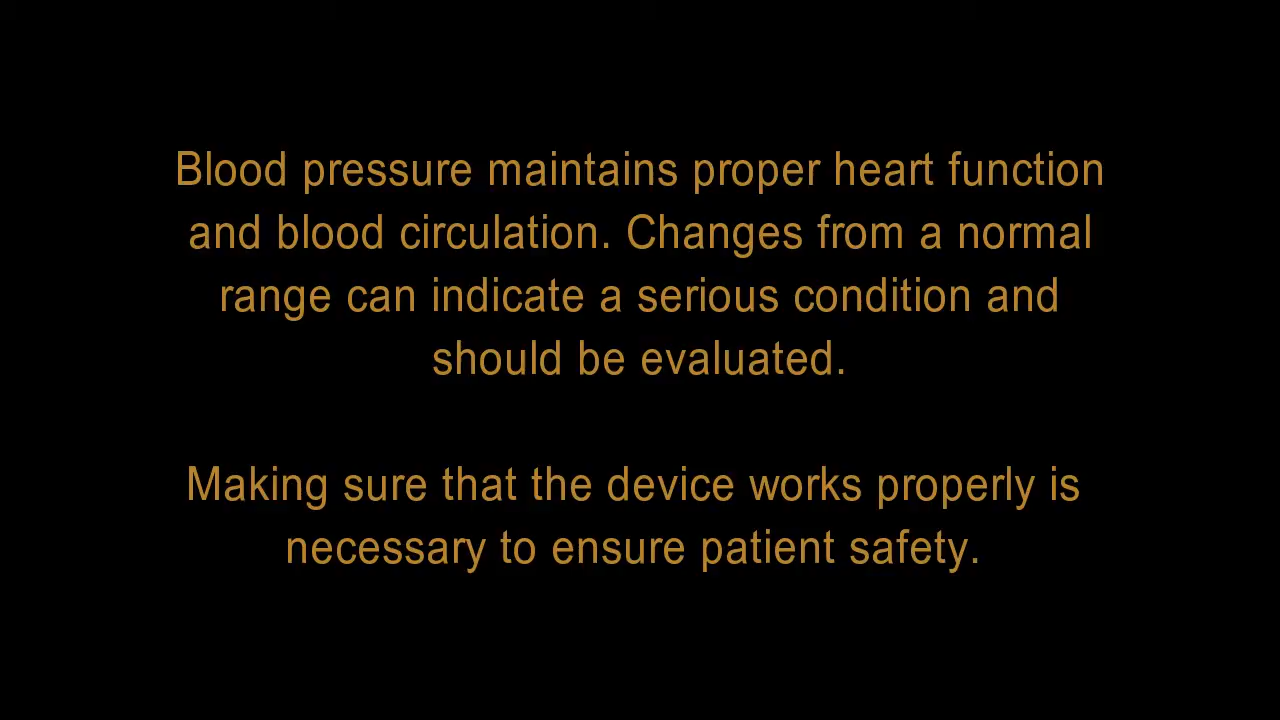 Blood pressure maintains proper heart function
and blood circulation. Changes from a normal
range can indicate a serious condition and
should be evaluated.
Making sure that the device works properly is
necessary to ensure patient safety.